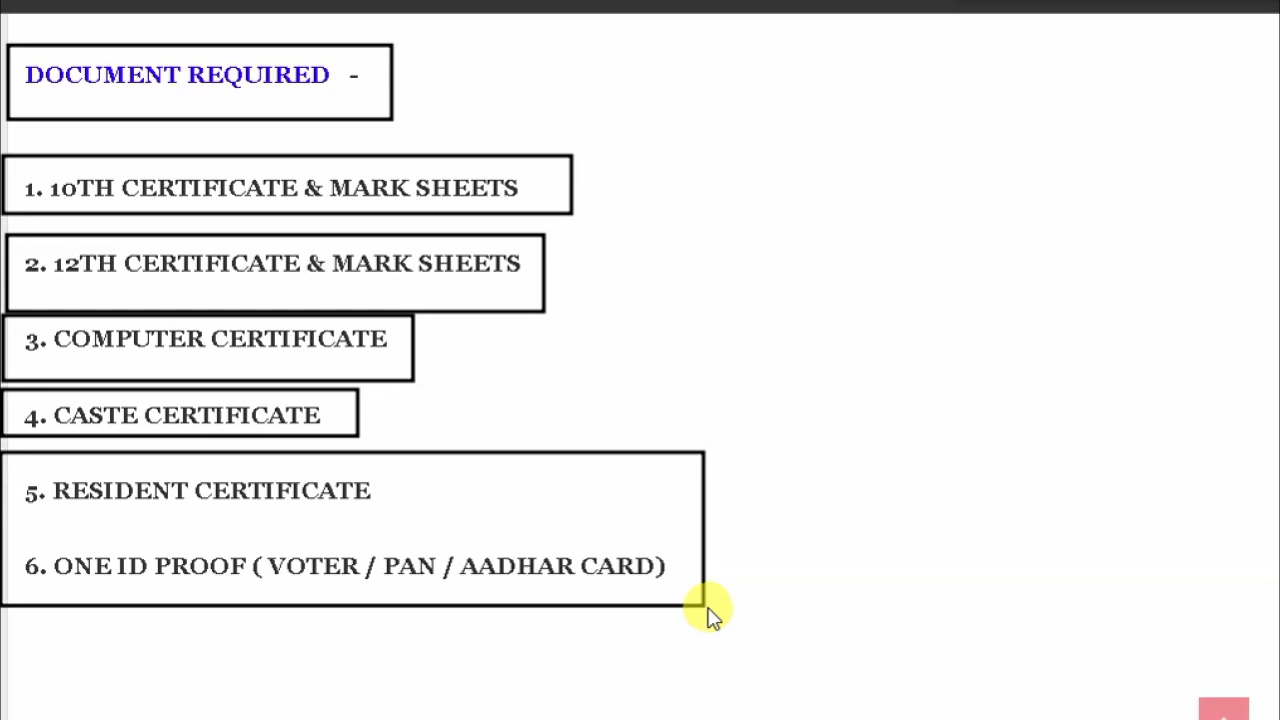 DOCUMENT REQUIRED -
1. 10TH CERTIFICATE & MARK SHEETS
2. 12TH CERTIFICATE & MARK SHEETS
3. COMPUTER CERTIFICATE
4. CASTE CERTIFICATE
5. RESIDENT CERTIFICATE
6. ONE ID PROOF ( VOTER / PAN / AADHAR CARD)